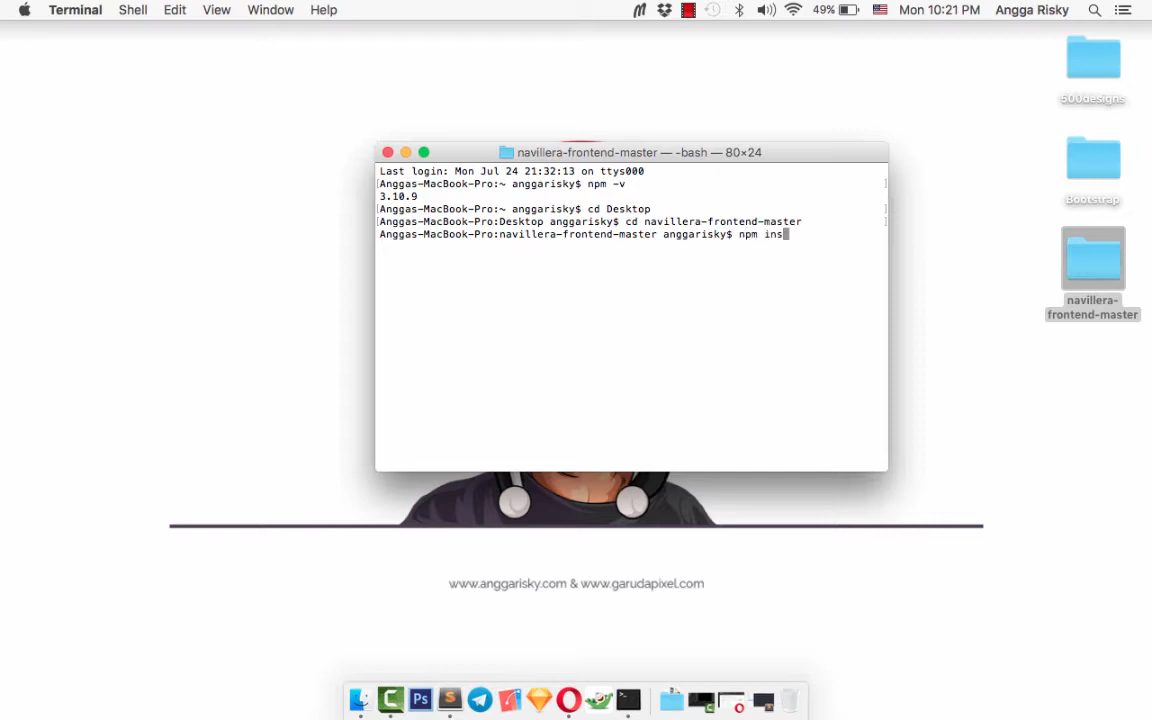 Terminal Shell Edit View Window Help 49% Mon 10:21 PM Angga Risky
500designs
Bootstrap
navillera-
frontend-master
navillera-frontend-master — -bash — 80×24
Last login: Mon Jul 24 21:32:13 on ttys000
[Anggas-MacBook-Pro:~ anggarisky$ npm -v ]
3.10.9
[Anggas-MacBook-Pro:~ anggarisky$ cd Desktop ]
[Anggas-MacBook-Pro:Desktop anggarisky$ cd navillera-frontend-master ]
Anggas-MacBook-Pro:navillera-frontend-master anggarisky$ npm ins
www.anggarisky.com & www.garudapixel.com
Ps